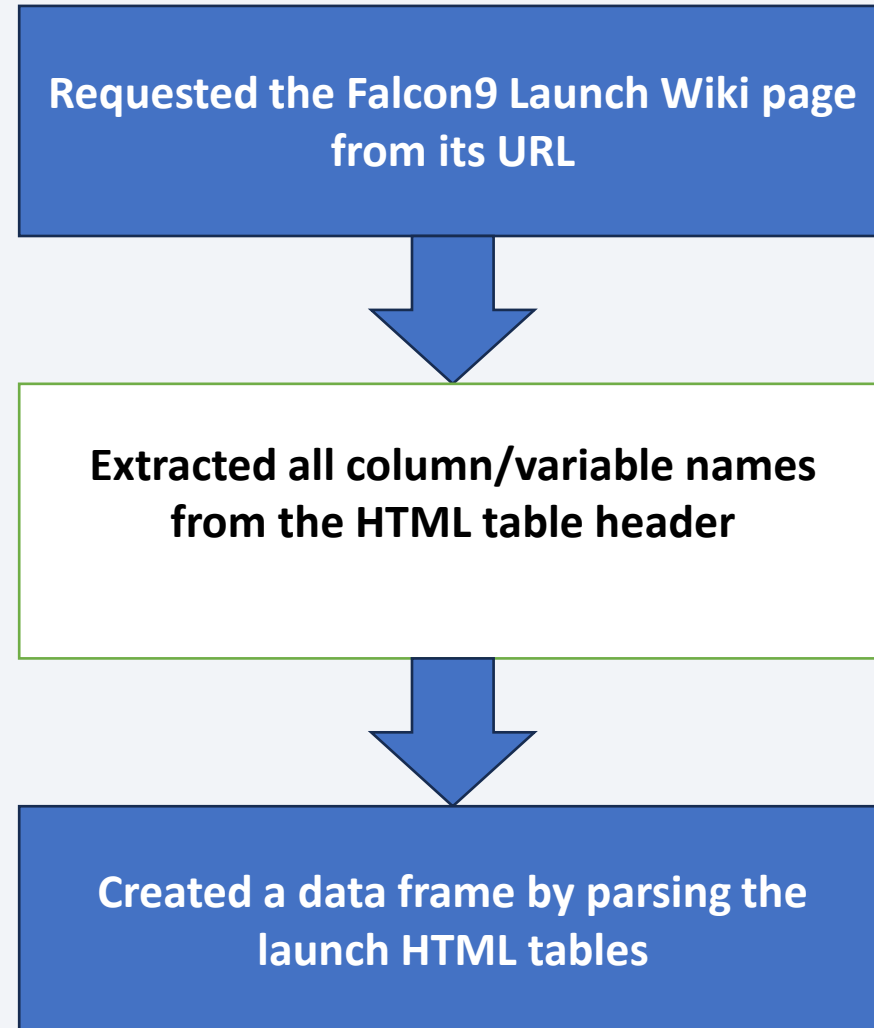 Requested the Falcon9 Launch Wiki page
from its URL
Extracted all column/variable names
from the HTML table header
Created a data frame by parsing the
launch HTML tables